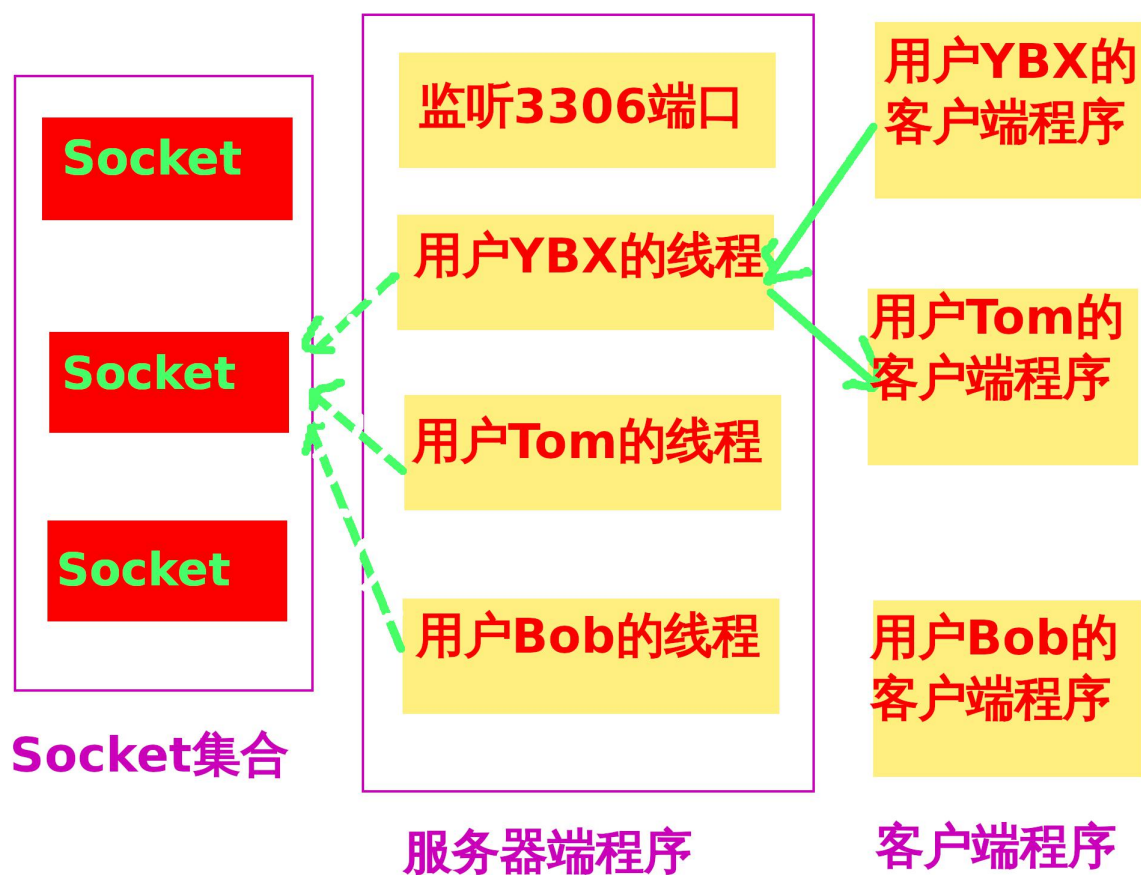 Socket
Socket
Socket
Socket集合
监听3306端口
用户YBX的线程
用户Tom的线程
用户Bob的线程
服务器端程序
用户YBX的
客户端程序
用户Tom的
客户端程序
用户Bob的
客户端程序
客户端程序